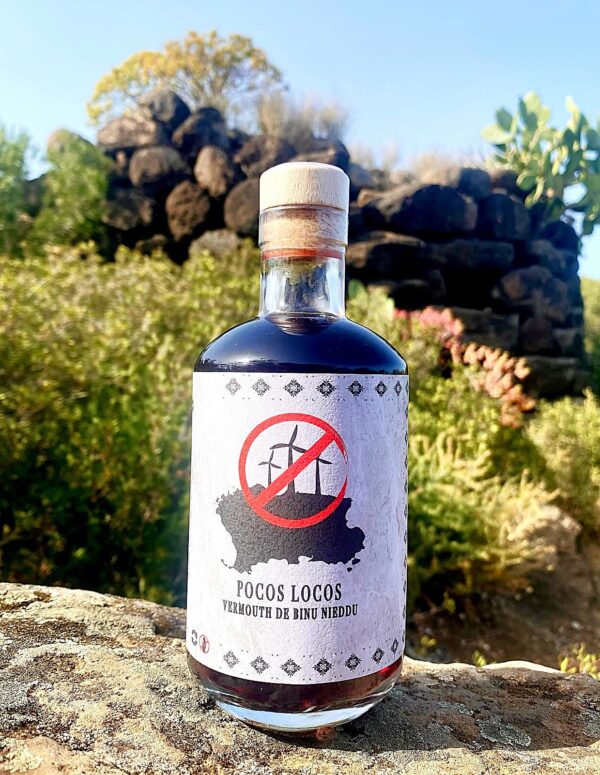 POCOS LOCOS
VERMOUTH DE BINU NIEDDU